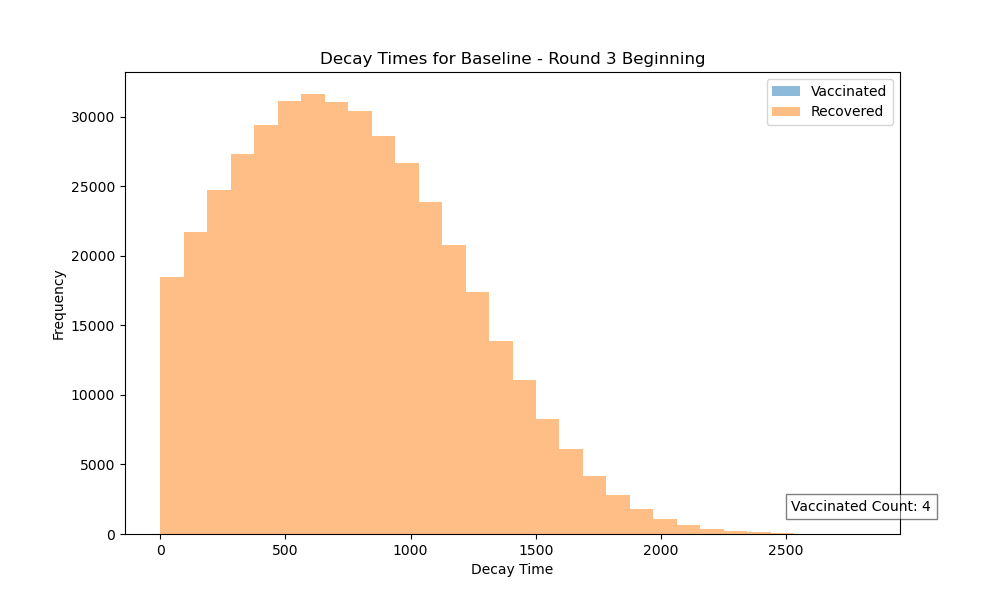 Decay Times for Baseline - Round 3 Beginning
Vaccinated
Recovered
30000
25000
20000
15000
10000
5000
0
Frequency
Vaccinated Count: 4
0 500 1000 1500 2000 2500
Decay Time